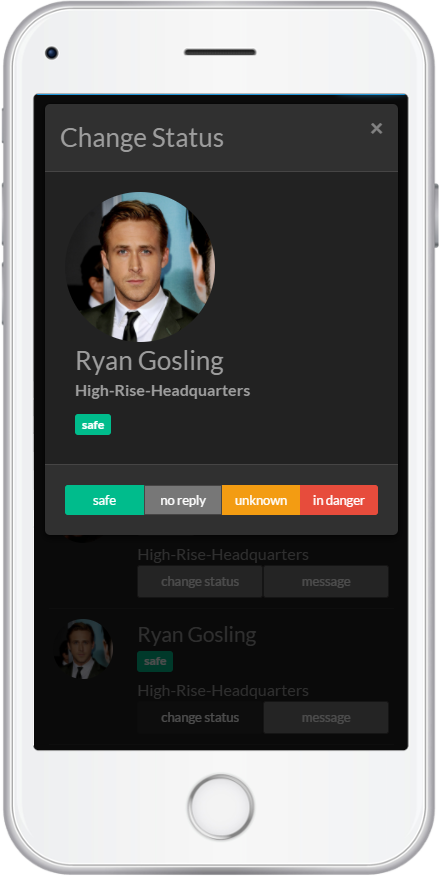 Change Status ×
Ryan Gosling
High-Rise-Headquarters
safe
safe no reply unknown in danger
High-Rise-Headquarters
change status message
Ryan Gosling
safe
High-Rise-Headquarters
change status message